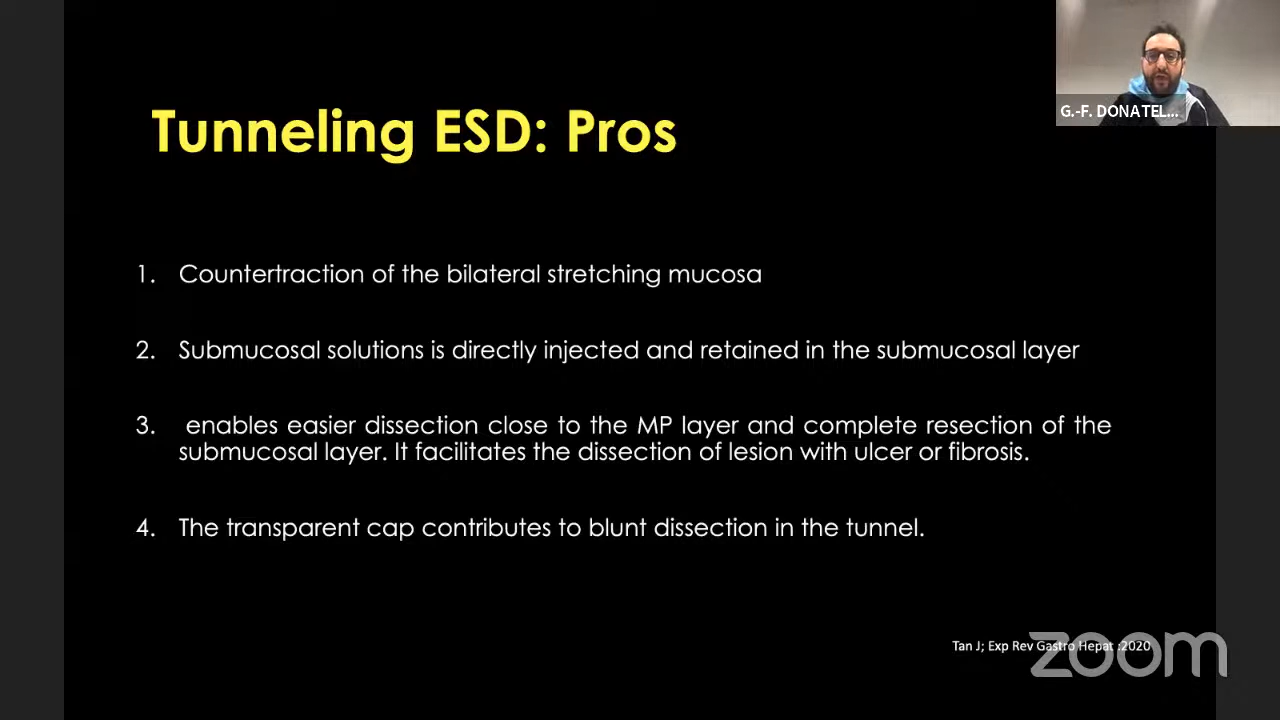 G.-F. DONATEL...
Tunneling ESD: Pros
1. Countertraction of the bilateral stretching mucosa
2. Submucosal solutions is directly injected and retained in the submucosal layer
3. enables easier dissection close to the MP layer and complete resection of the
submucosal layer. It facilitates the dissection of lesion with ulcer or fibrosis.
4. The transparent cap contributes to blunt dissection in the tunnel.
Tan J; Exp Rev Gastro Hepat :2020
zoom